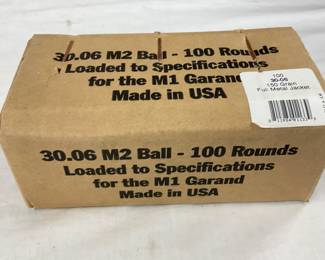 30.06 M2 Ball - 100 Rounds
Loaded to Specifications
for the M1 Garand
Made in USA
100
30-06
150 Grain
Full Metal Jacket
30.06 M2 Ball - 100 Rounds
Loaded to Specifications
for the M1 Garand
Made in USA